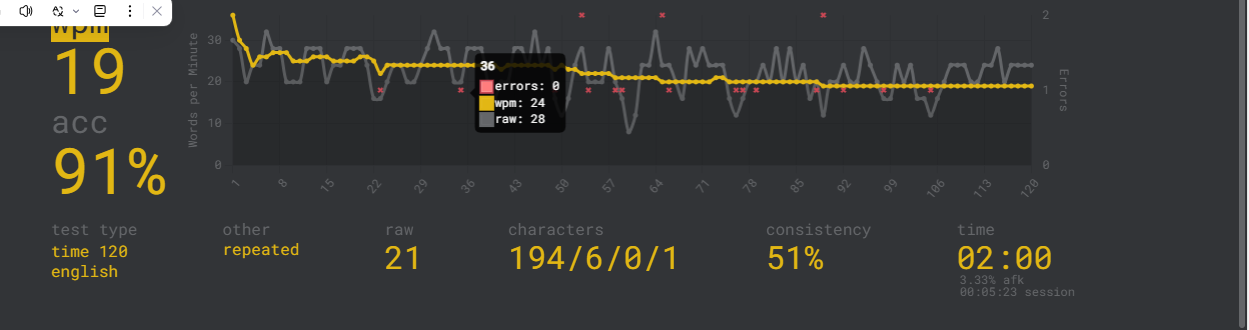 wpm
19
acc
91%
Words per Minute
30
20
10
0
36
errors: 0
wpm: 24
raw: 28
2
1
0
Errors
1 8 15 22 29 36 43 50 57 64 71 78 85 92 99 106 113 120
test type
time 120
english
other
repeated
raw
21
characters
194/6/0/1
consistency
51%
time
02:00
3.33% afk
00:05:23 session